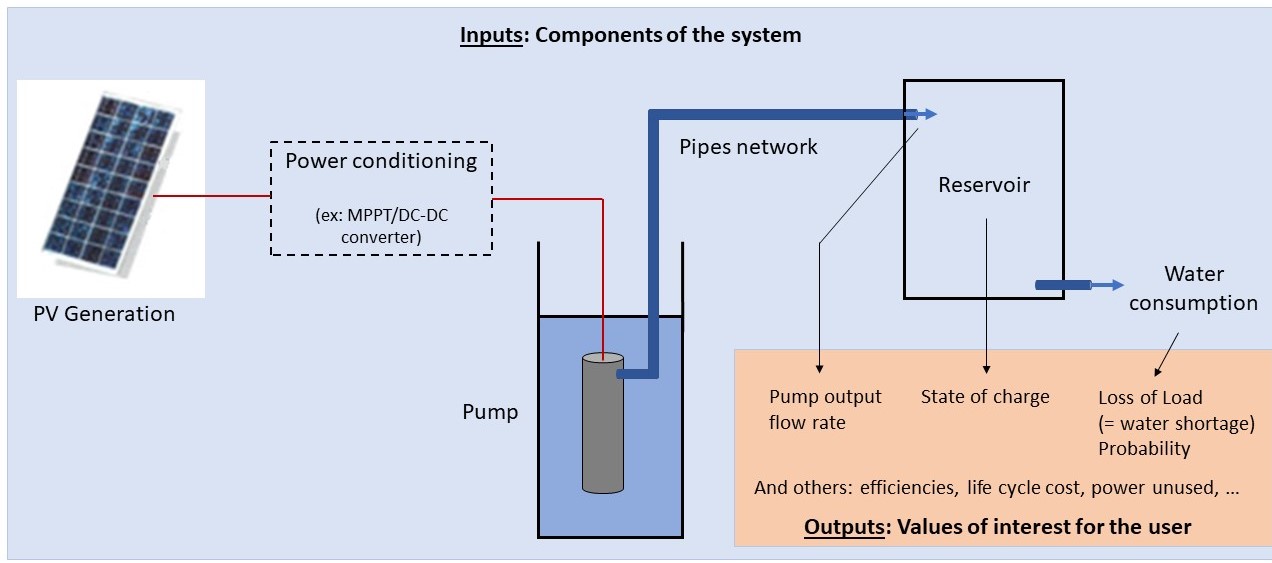 Inputs: Components of the system
Power conditioning
(ex: MPPT/DC-DC
converter)
PV Generation
Pump
Pipes network
Reservoir
Water
consumption
Pump output
flow rate
State of charge
Loss of Load
(= water shortage)
Probability
And others: efficiencies, life cycle cost, power unused, ...
Outputs: Values of interest for the user